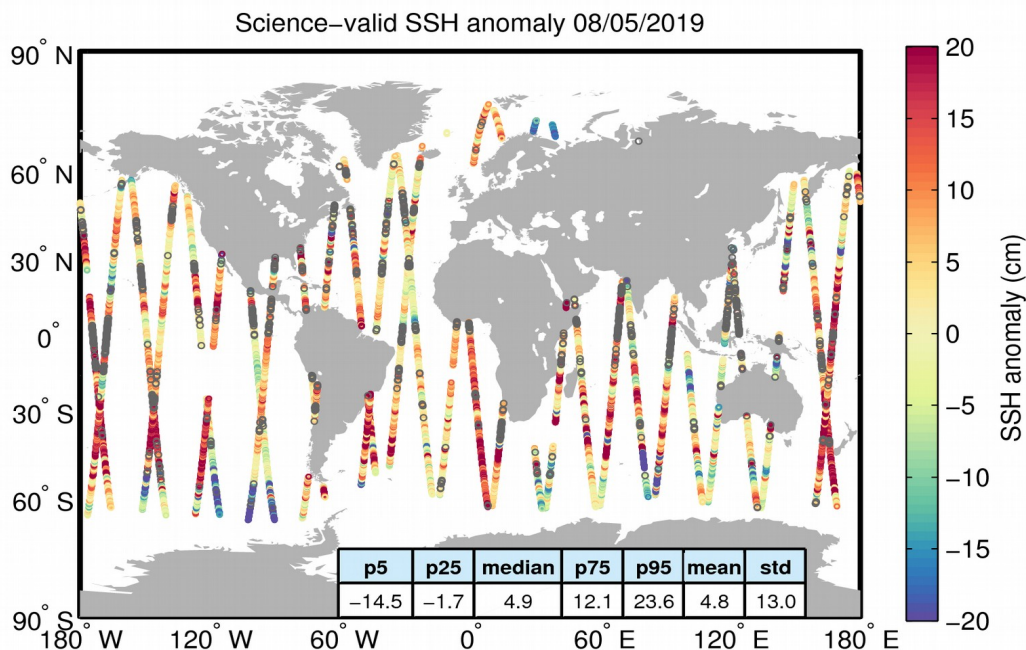 Science−valid SSH anomaly 08/05/2019
90° N
60° N
30° N
0°
30° S
60° S
90° S
180° W
120° W
60° W
0°
60° E
120° E
180° E
p5 p25 median p75 p95 mean std
−14.5 −1.7 4.9 12.1 23.6 4.8 13.0
20
15
10
5
0
−5
−10
−15
−20
SSH anomaly (cm)